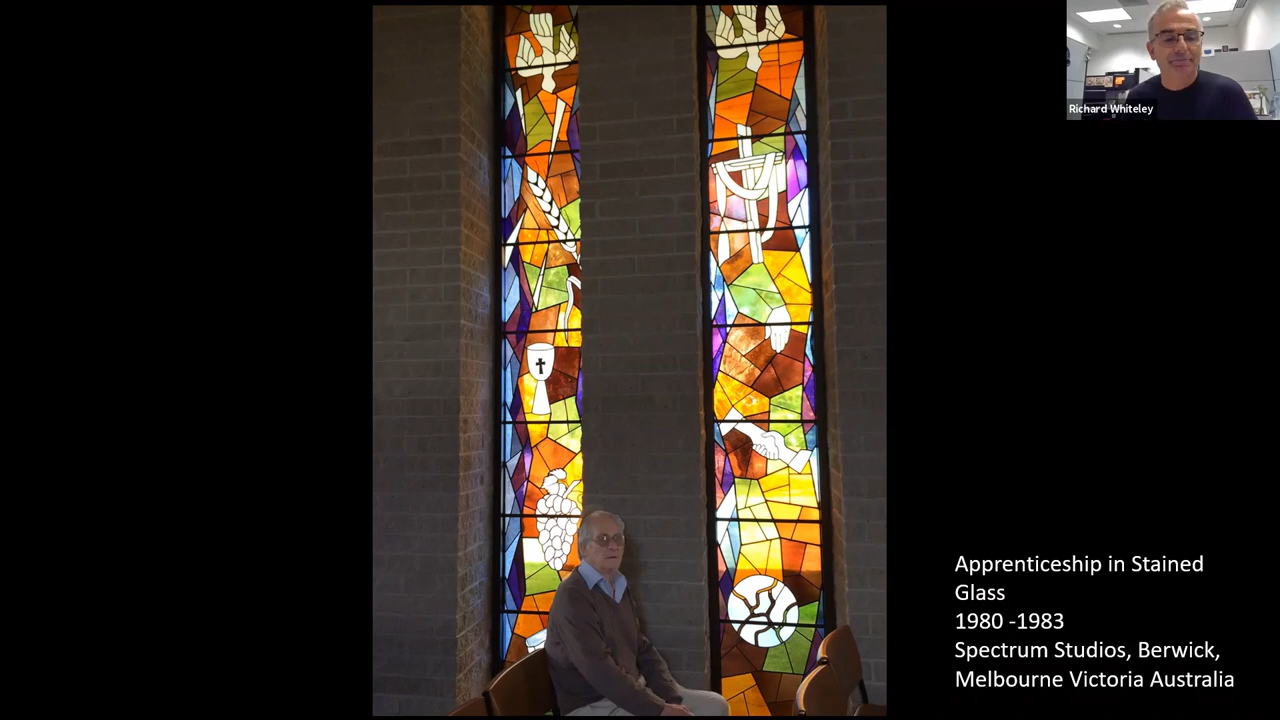 Richard Whiteley
Apprenticeship in Stained
Glass
1980 -1983
Spectrum Studios, Berwick,
Melbourne Victoria Australia